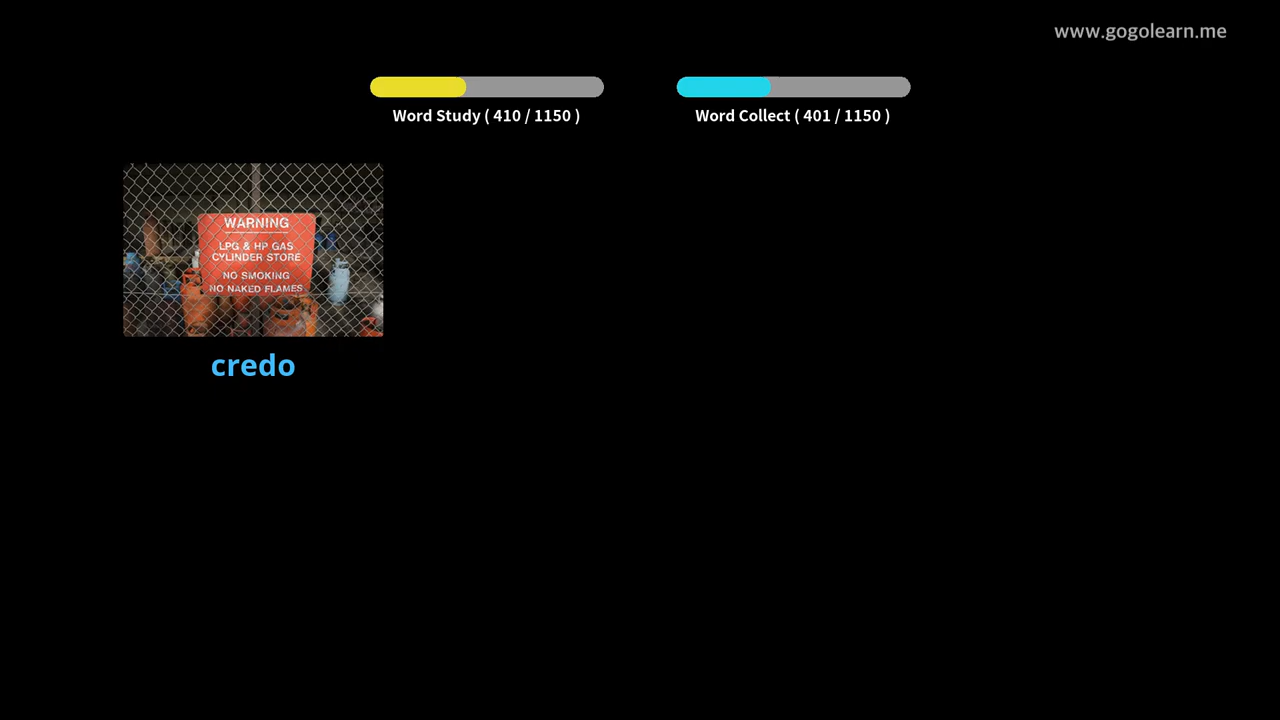 www.gogolearn.me
Word Study ( 410 / 1150 )
Word Collect ( 401 / 1150 )
WARNING
LPG & HP GAS
CYLINDER STORE
NO SMOKING
NO NAKED FLAMES
credo